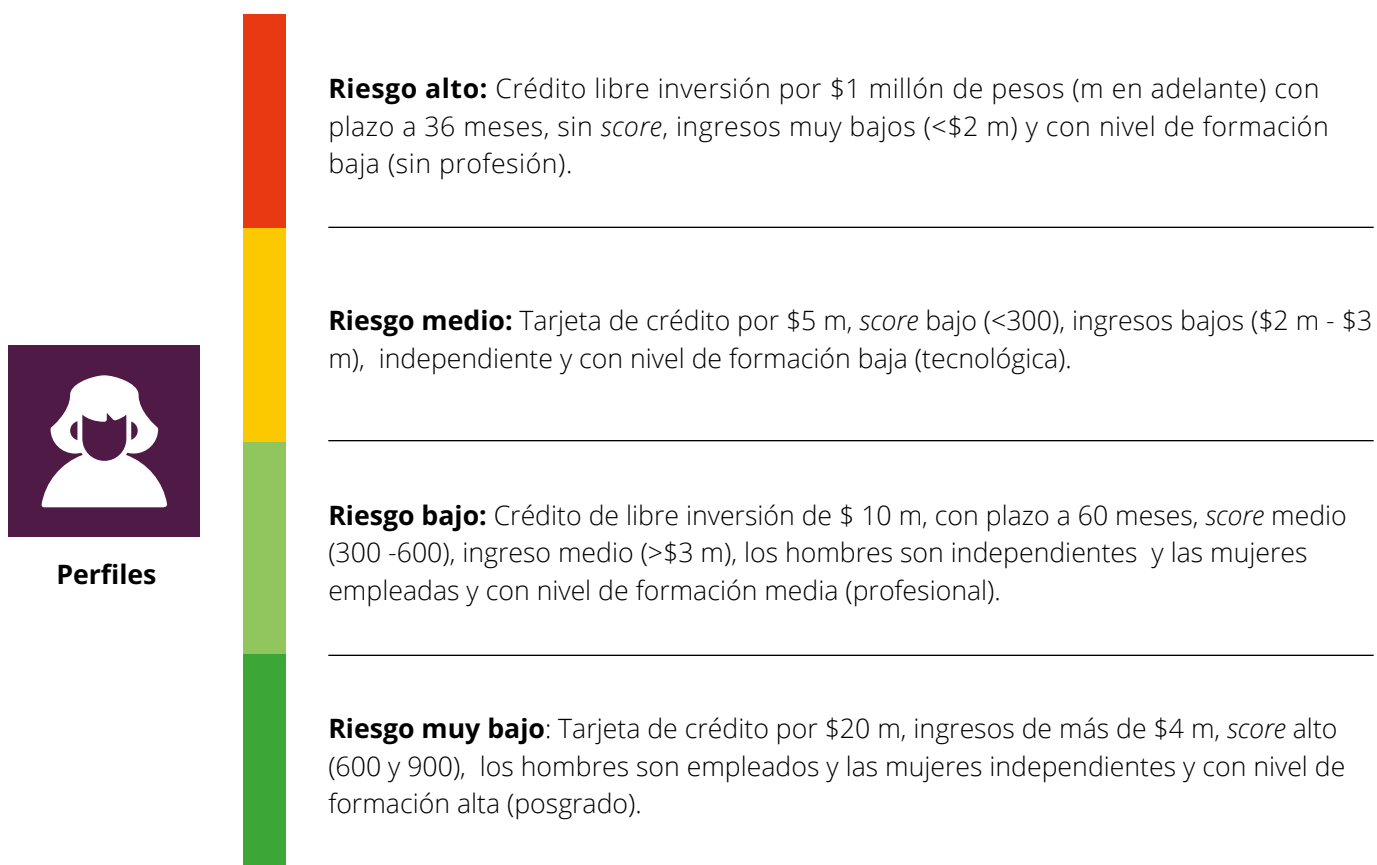 Riesgo alto: Crédito libre inversión por $1 millón de pesos (m en adelante) con
plazo a 36 meses, sin score, ingresos muy bajos (<$2 m) y con nivel de formación
baja (sin profesión).
Riesgo medio: Tarjeta de crédito por $5 m, score bajo (<300), ingresos bajos ($2 m - $3
m),  independiente y con nivel de formación baja (tecnológica).
Riesgo bajo: Crédito de libre inversión de $ 10 m, con plazo a 60 meses, score medio
(300 -600), ingreso medio (>$3 m), los hombres son independientes  y las mujeres
empleadas y con nivel de formación media (profesional).
Perfiles
Riesgo muy bajo: Tarjeta de crédito por $20 m, ingresos de más de $4 m, score alto
(600 y 900),  los hombres son empleados y las mujeres independientes y con nivel de
formación alta (posgrado).